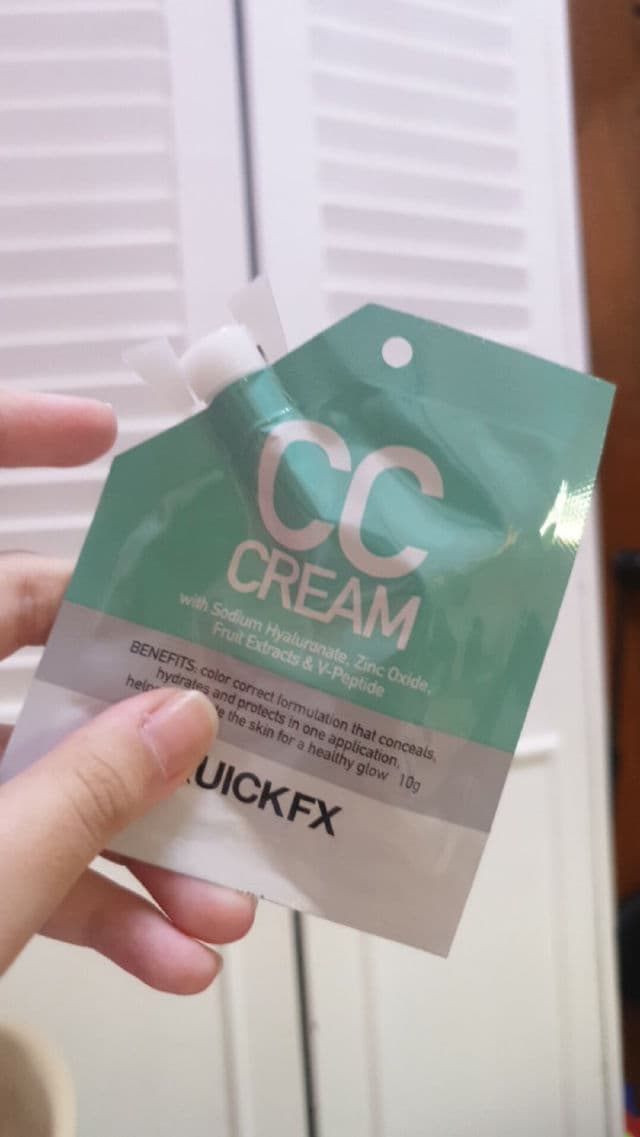 CC
CREAM
with Sodium Hyaluronate, Zinc Oxide,
Fruit Extracts & V-Peptide
BENEFITS: color correct formulation that conceals,
hydrates and protects in one application,
the skin for a healthy glow 10g
UICKFX